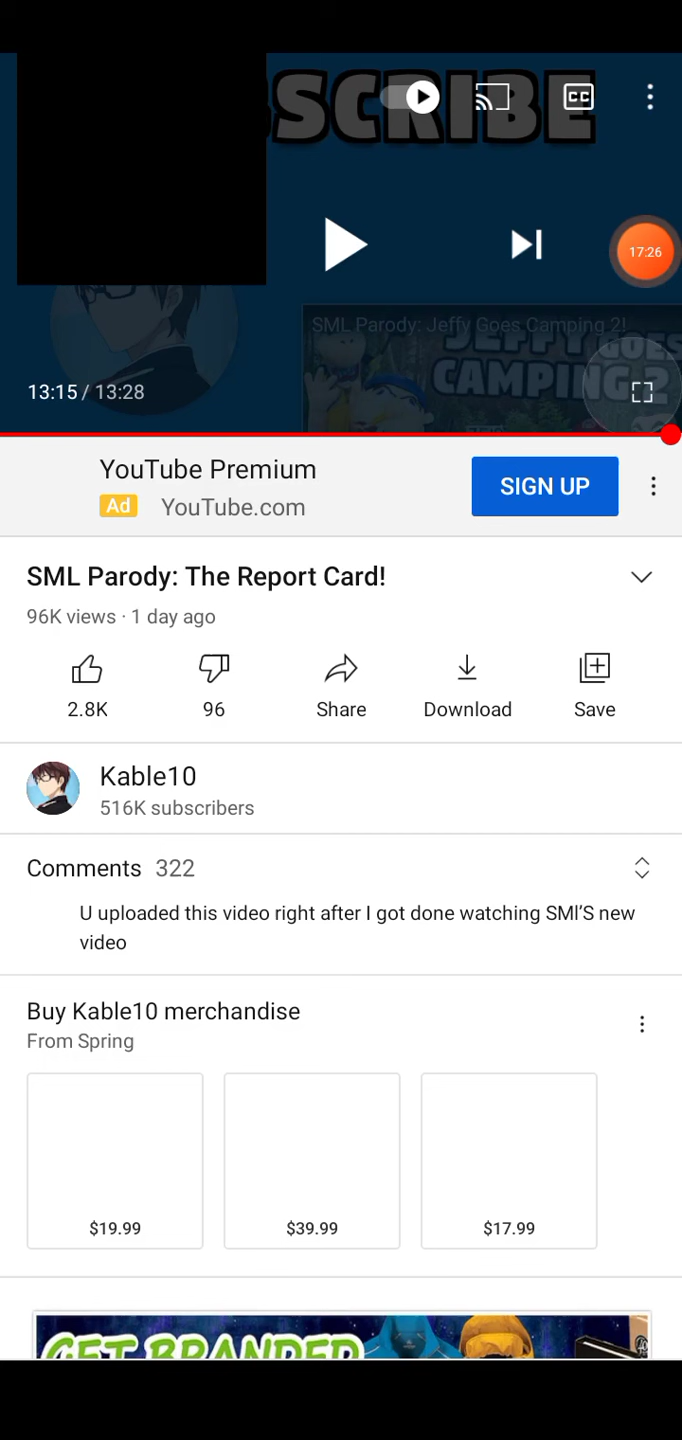 SCRIBE
CC
17:26
SML Parody: Jeffy Goes Camping 2!
JEFFY GOES
CAMPING 2
13:15 / 13:28
YouTube Premium
SIGN UP
Ad YouTube.com
SML Parody: The Report Card!
96K views · 1 day ago
2.8K
96
Share
Download
Save
Kable10
516K subscribers
Comments 322
U uploaded this video right after I got done watching SMl'S new
video
Buy Kable10 merchandise
From Spring
$19.99
$39.99
$17.99
GET BRANDED